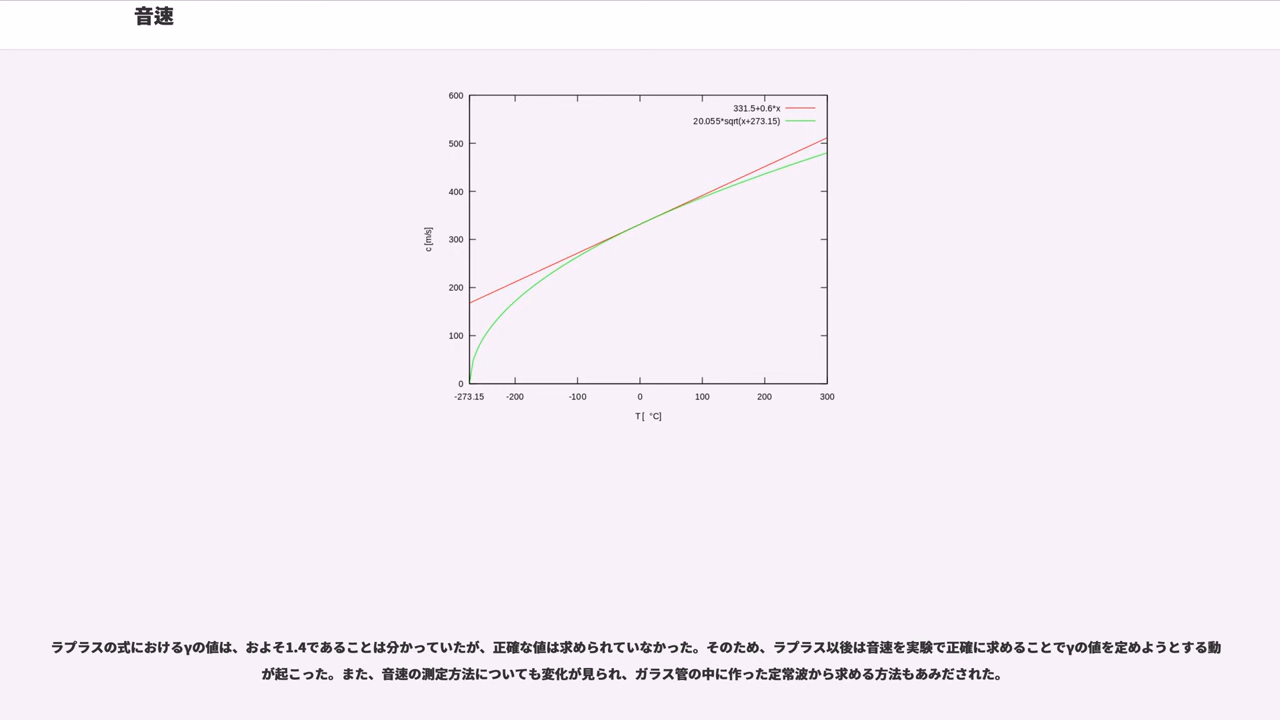 音速
600
331.5+0.6*x
20.055*sqrt(x+273.15)
500
400
300
200
100
0
c [m/s]
-273.15 -200 -100 0 100 200 300
T [ °C]
ラプラスの式におけるγの値は、およそ1.4であることは分かっていたが、正確な値は求められていなかった。そのため、ラプラス以後は音速を実験で正確に求めることでγの値を定めようとする動
が起こった。また、音速の測定方法についても変化が見られ、ガラス管の中に作った定常波から求める方法もあみだされた。